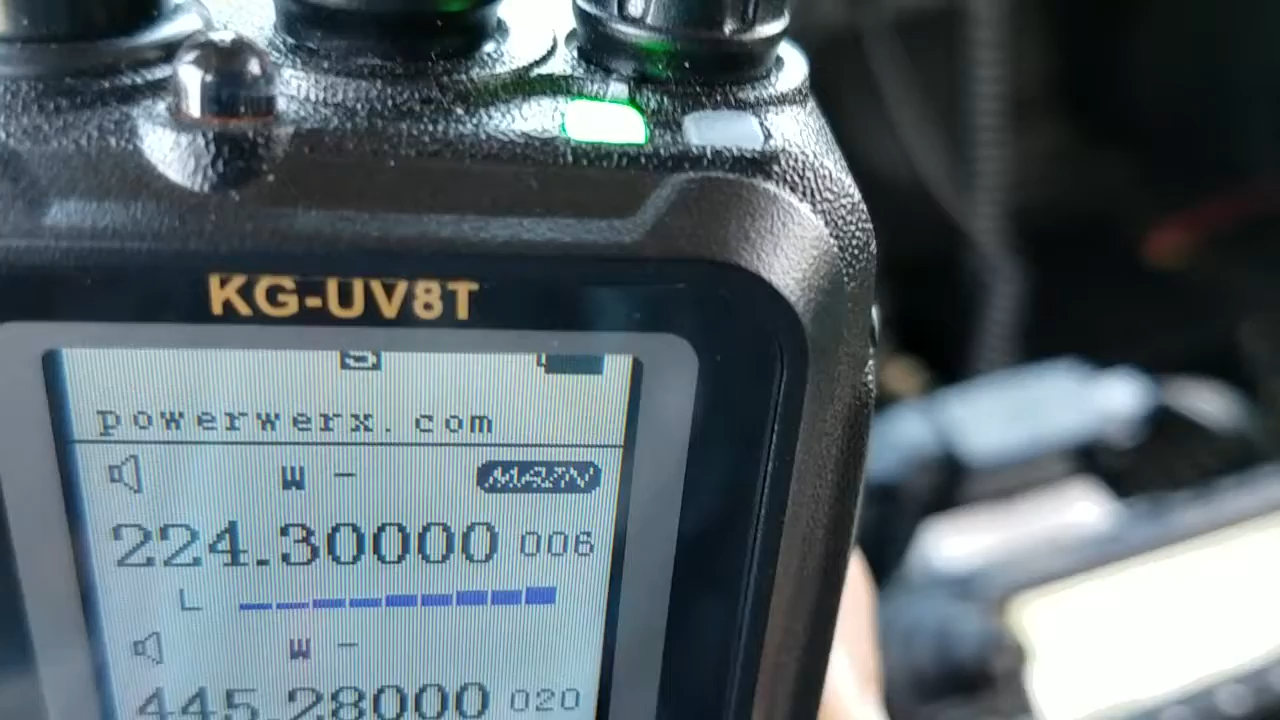 KG-UV8T
S
powerwerx.com
W - MAIN
224.30000 006
L
W -
445.28000 020